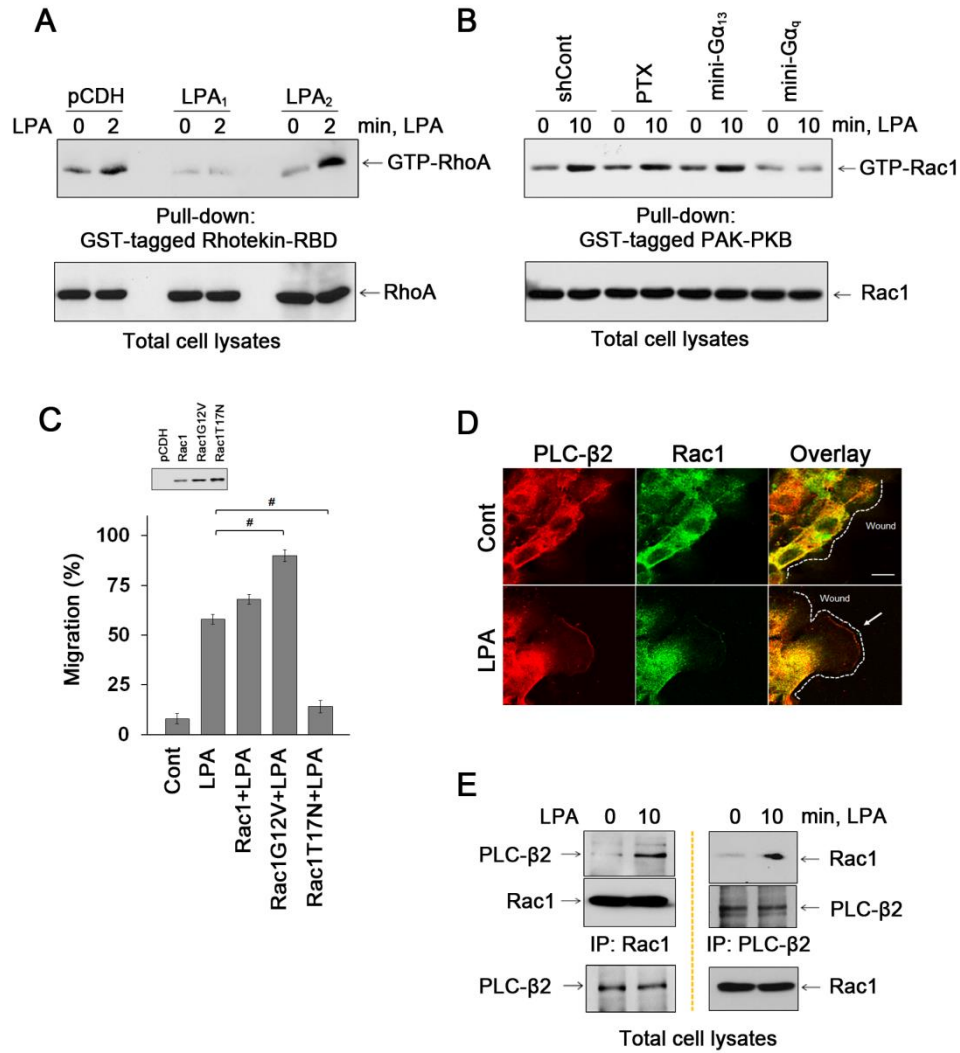 A
pCDH LPA₁ LPA₂
LPA 0 2 0 2 0 2 min, LPA
←GTP-RhoA
Pull-down:
GST-tagged Rhotekin-RBD
←RhoA
Total cell lysates
B
shCont PTX mini-Gα₁₃ mini-Gαq
0 10 0 10 0 10 0 10 min, LPA
←GTP-Rac1
Pull-down:
GST-tagged PAK-PKB
← Rac1
Total cell lysates
C
pCDH Rac1 Rac1G12V Rac1T17N
#
#
Migration (%)
100
75
50
25
0
Cont LPA Rac1+LPA Rac1G12V+LPA Rac1T17N+LPA
D
PLC-β2 Rac1 Overlay
Cont
Wound
LPA
Wound
E
LPA 0 10 0 10 min, LPA
PLC-β2 → ← Rac1
Rac1 → ← PLC-β2
IP: Rac1 IP: PLC-β2
PLC-β2 → ← Rac1
Total cell lysates